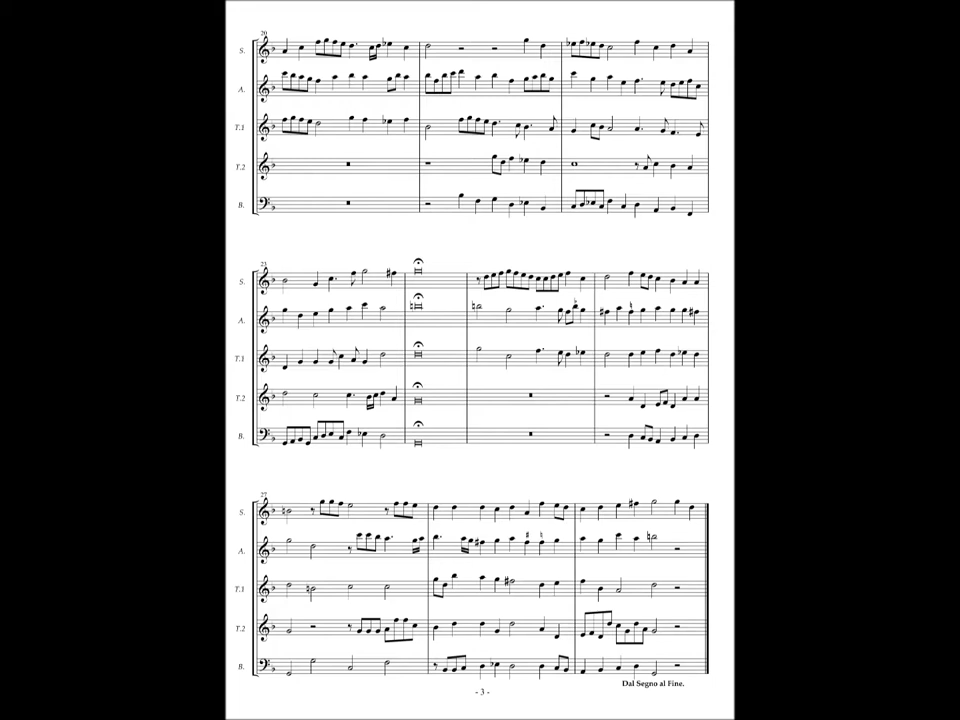 20
S.
A.
T.1
T.2
B.
23
S.
A.
T.1
T.2
B.
27
S.
A.
T.1
T.2
B.
Dal Segno al Fine.
- 3 -